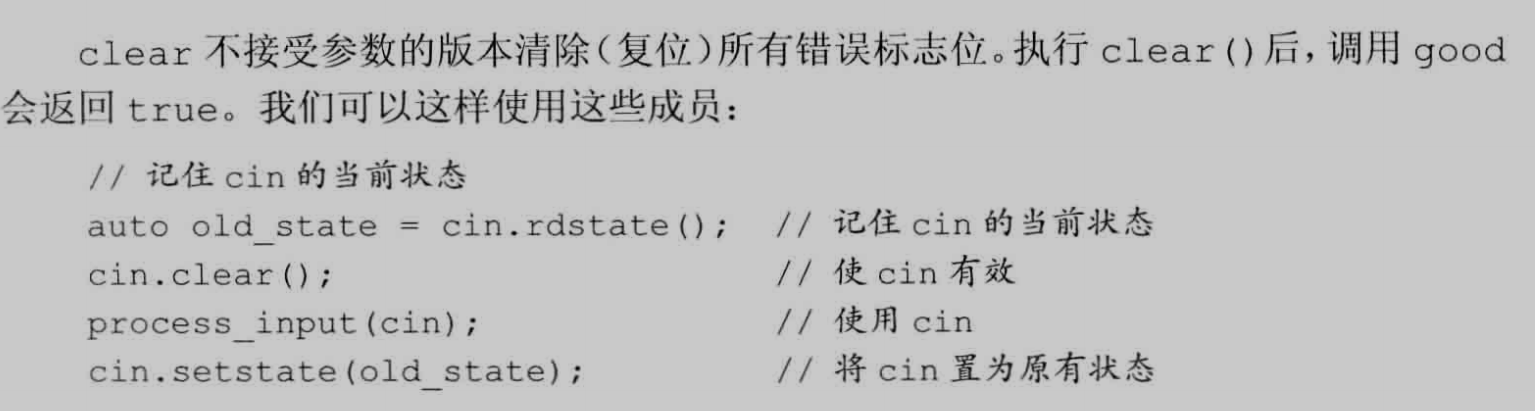 clear 不接受参数的版本清除(复位)所有错误标志位。执行 clear()后,调用 good
会返回 true。我们可以这样使用这些成员:
// 记住 cin 的当前状态
auto old_state = cin.rdstate(); // 记住 cin 的当前状态
cin.clear(); // 使 cin 有效
process_input(cin); // 使用 cin
cin.setstate(old_state); // 将 cin 置为原有状态